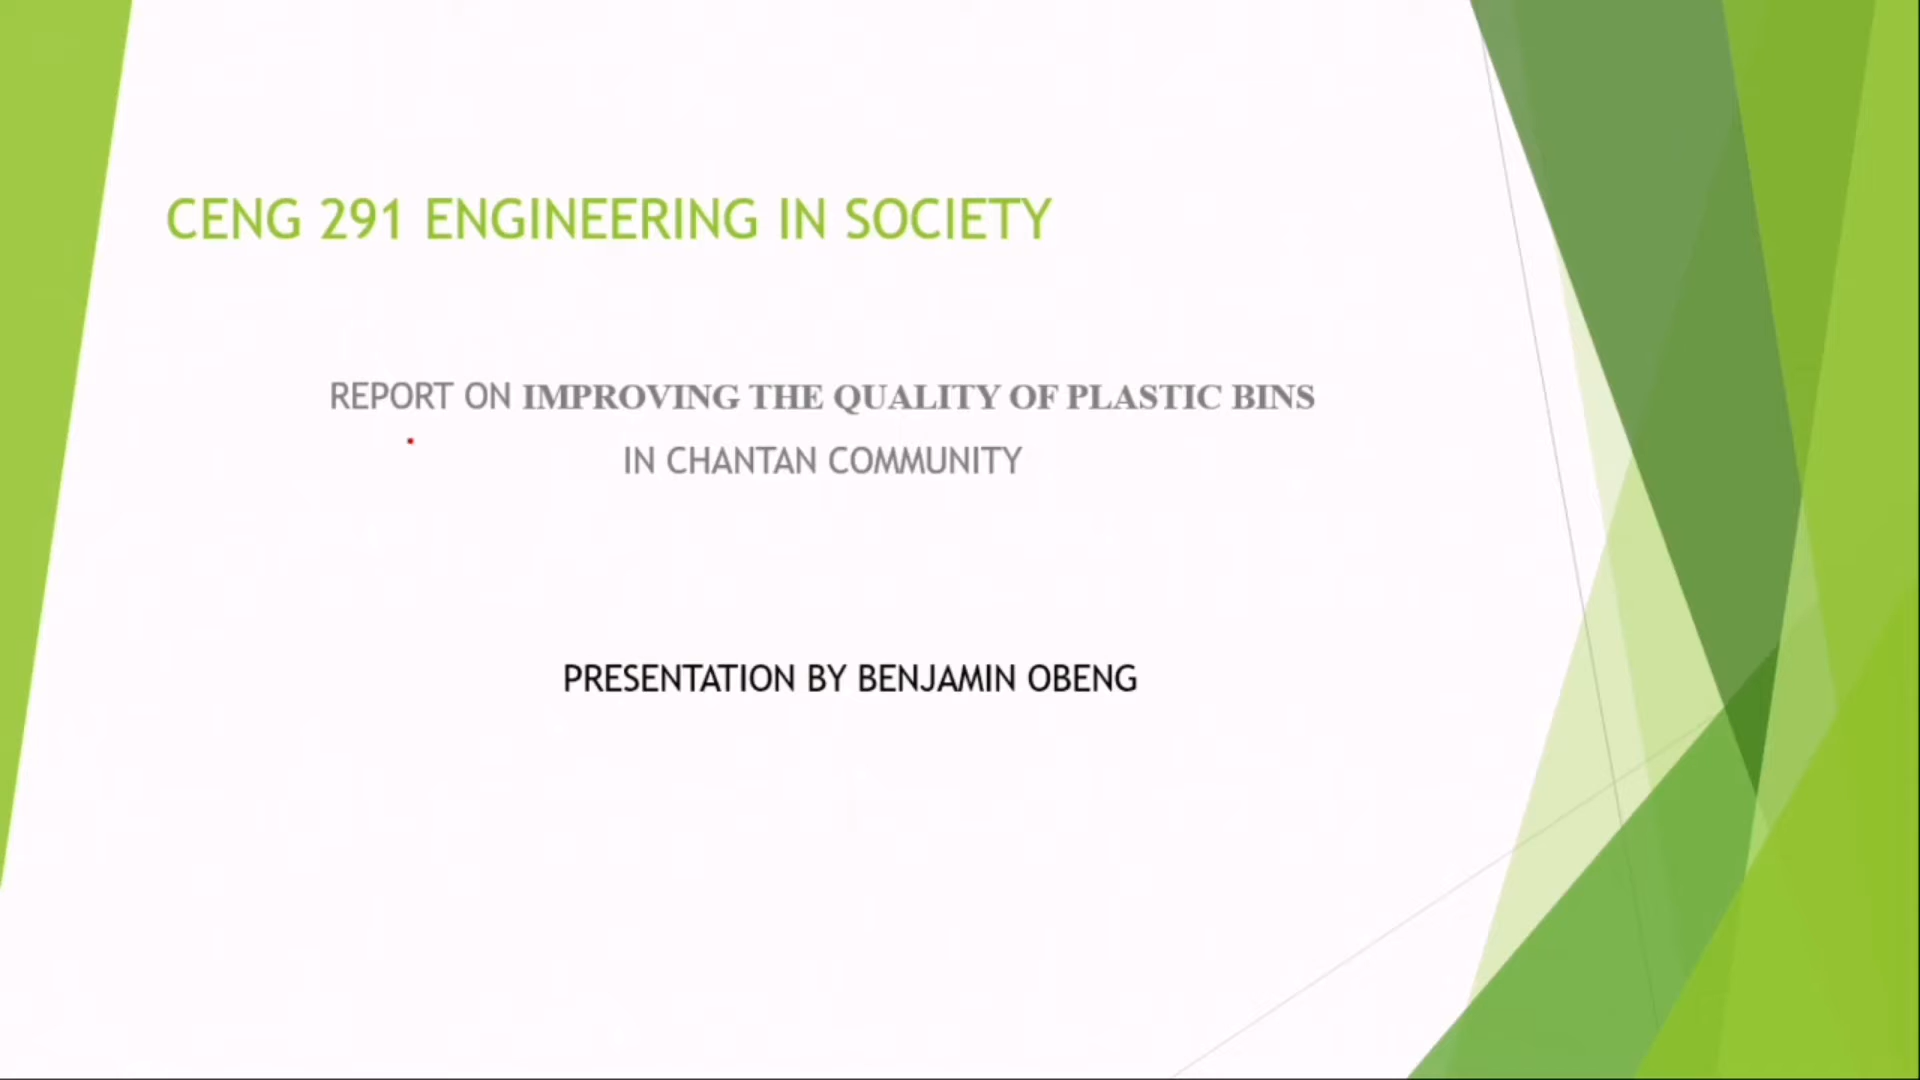 CENG 291 ENGINEERING IN SOCIETY
REPORT ON IMPROVING THE QUALITY OF PLASTIC BINS
IN CHANTAN COMMUNITY
PRESENTATION BY BENJAMIN OBENG